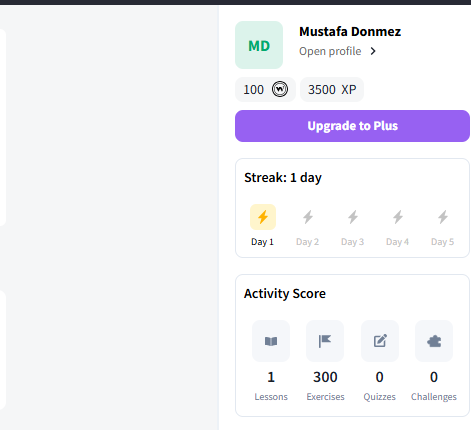 MD
Mustafa Donmez
Open profile
100
3500 XP
Upgrade to Plus
Streak: 1 day
Day 1 Day 2 Day 3 Day 4 Day 5
Activity Score
1 300 0 0
Lessons Exercises Quizzes Challenges